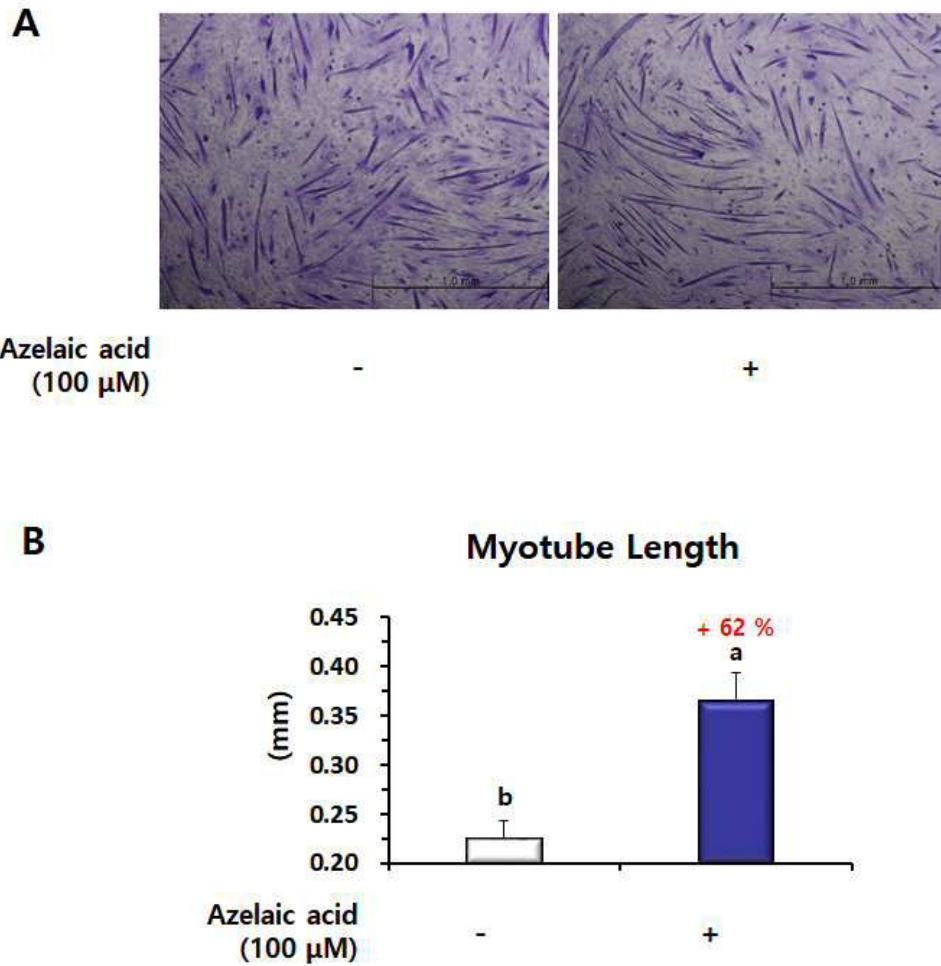 A
1.0 mm
1.0 mm
Azelaic acid
(100 μM)
-
+
B
Myotube Length
0.45
0.40
0.35
0.30
0.25
0.20
(mm)
+ 62 %
a
b
Azelaic acid
(100 μM)
-
+